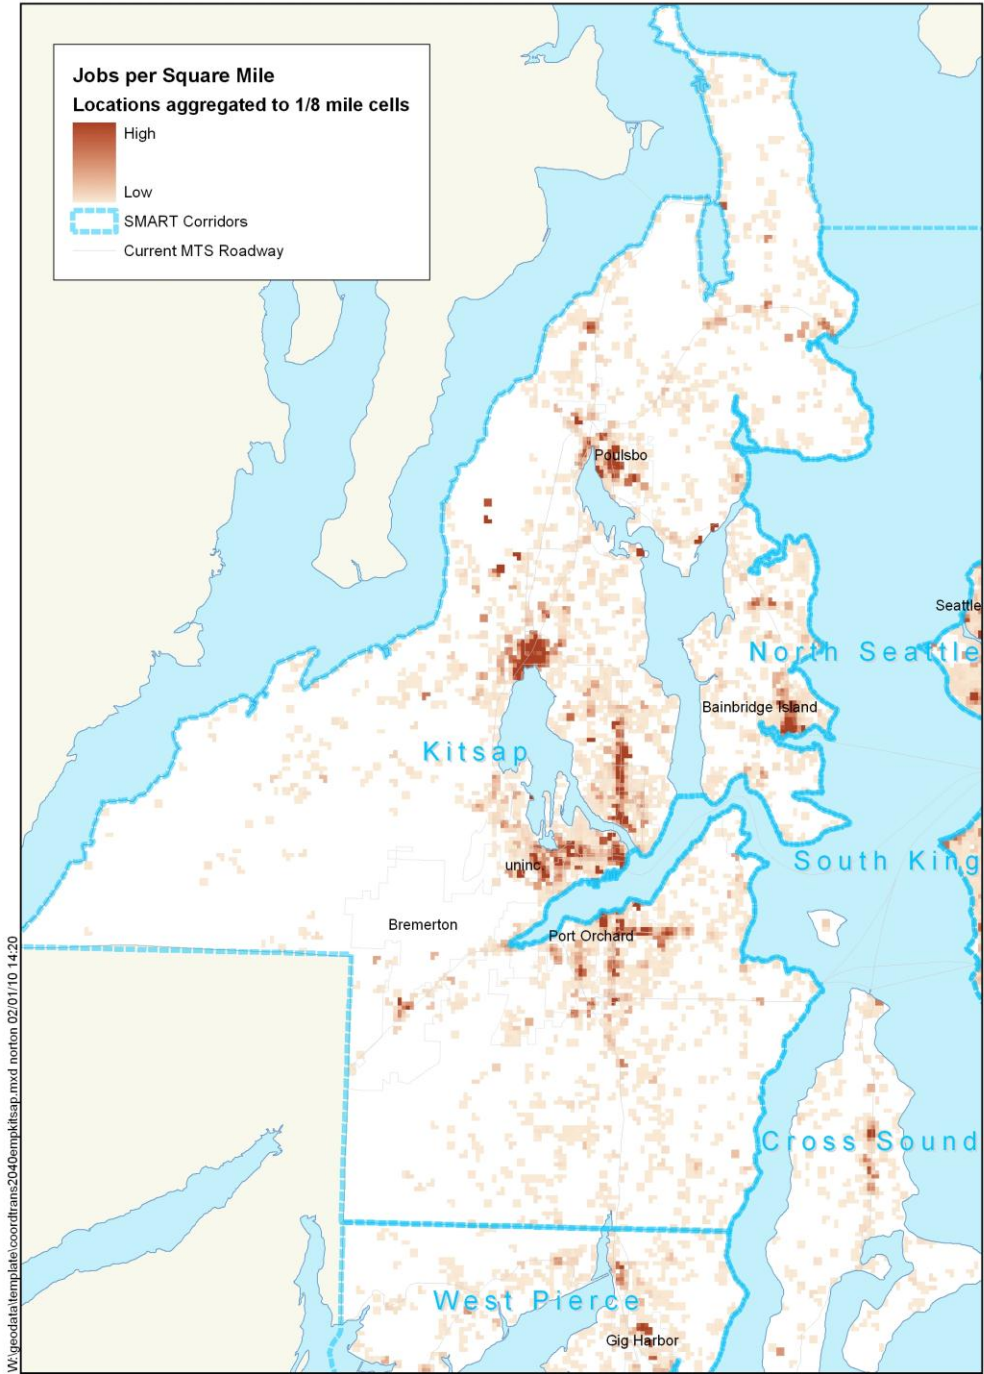 Jobs per Square Mile
Locations aggregated to 1/8 mile cells
High
Low
SMART Corridors
Current MTS Roadway
Poulsbo
Seattle
North Seattle
Bainbridge Island
Kitsap
South King
uninc.
Bremerton
Port Orchard
Cross Sound
West Pierce
Gig Harbor
W:\geodata\template\coordtrans2040empkitsap.mxd norton 02/01/10 14:20